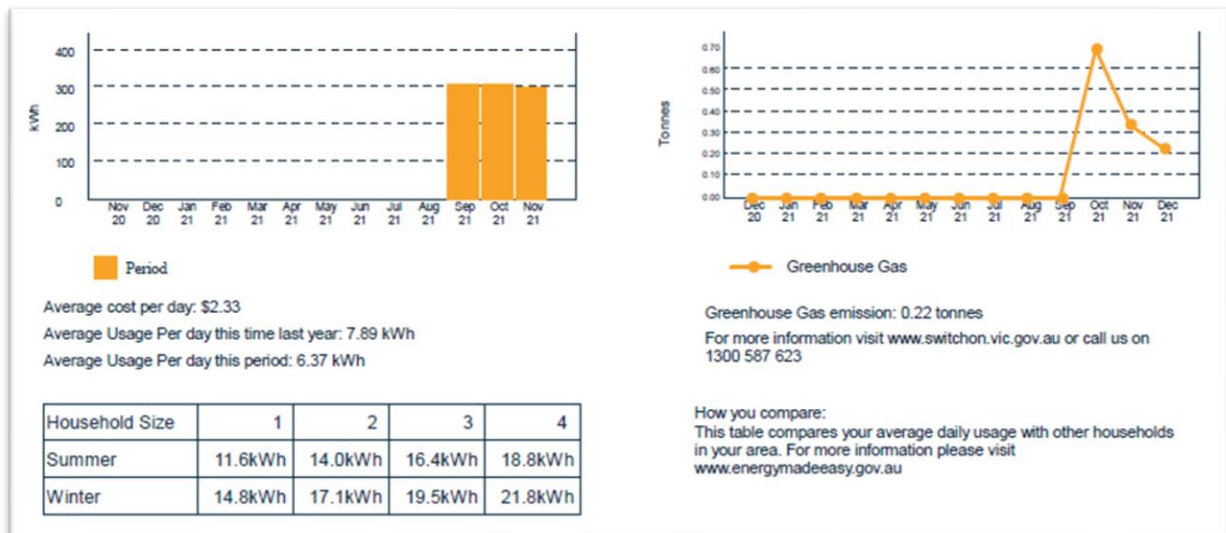 400
300
200
100
0
kWh
Nov 20 Dec 20 Jan 21 Feb 21 Mar 21 Apr 21 May 21 Jun 21 Jul 21 Aug 21 Sep 21 Oct 21 Nov 21
Period
Average cost per day: $2.33
Average Usage Per day this time last year: 7.89 kWh
Average Usage Per day this period: 6.37 kWh
Household Size 1 2 3 4
Summer 11.6kWh 14.0kWh 16.4kWh 18.8kWh
Winter 14.8kWh 17.1kWh 19.5kWh 21.8kWh
0.70
0.60
0.50
0.40
0.30
0.20
0.10
0.00
Tonnes
Dec 20 Jan 21 Feb 21 Mar 21 Apr 21 May 21 Jun 21 Jul 21 Aug 21 Sep 21 Oct 21 Nov 21 Dec 21
Greenhouse Gas
Greenhouse Gas emission: 0.22 tonnes
For more information visit www.switchon.vic.gov.au or call us on
1300 587 623
How you compare:
This table compares your average daily usage with other households
in your area. For more information please visit
www.energymadeeasy.gov.au